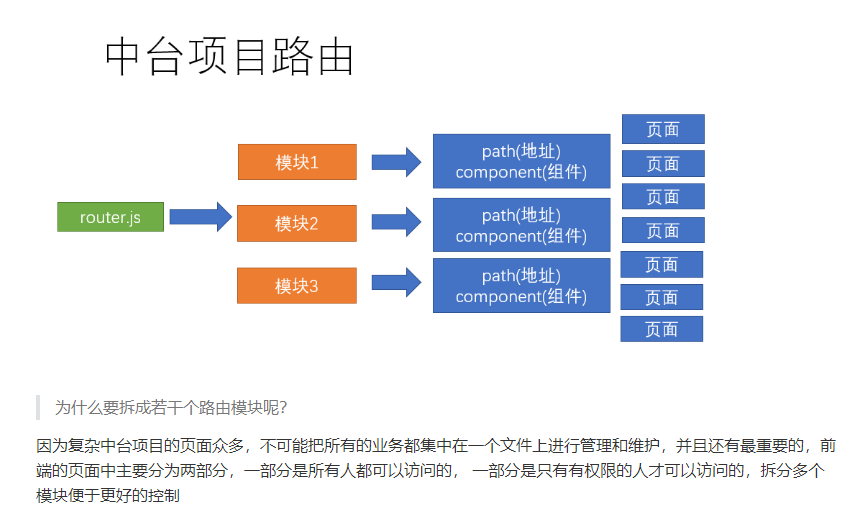 中台项目路由
router.js
模块1
path(地址)
component(组件)
模块2
path(地址)
component(组件)
模块3
path(地址)
component(组件)
页面
页面
页面
页面
页面
页面
页面
为什么要拆成若干个路由模块呢?
因为复杂中台项目的页面众多，不可能把所有的业务都集中在一个文件上进行管理和维护，并且还有最重要的，前
端的页面中主要分为两部分，一部分是所有人都可以访问的， 一部分是只有有权限的人才可以访问的，拆分多个
模块便于更好的控制